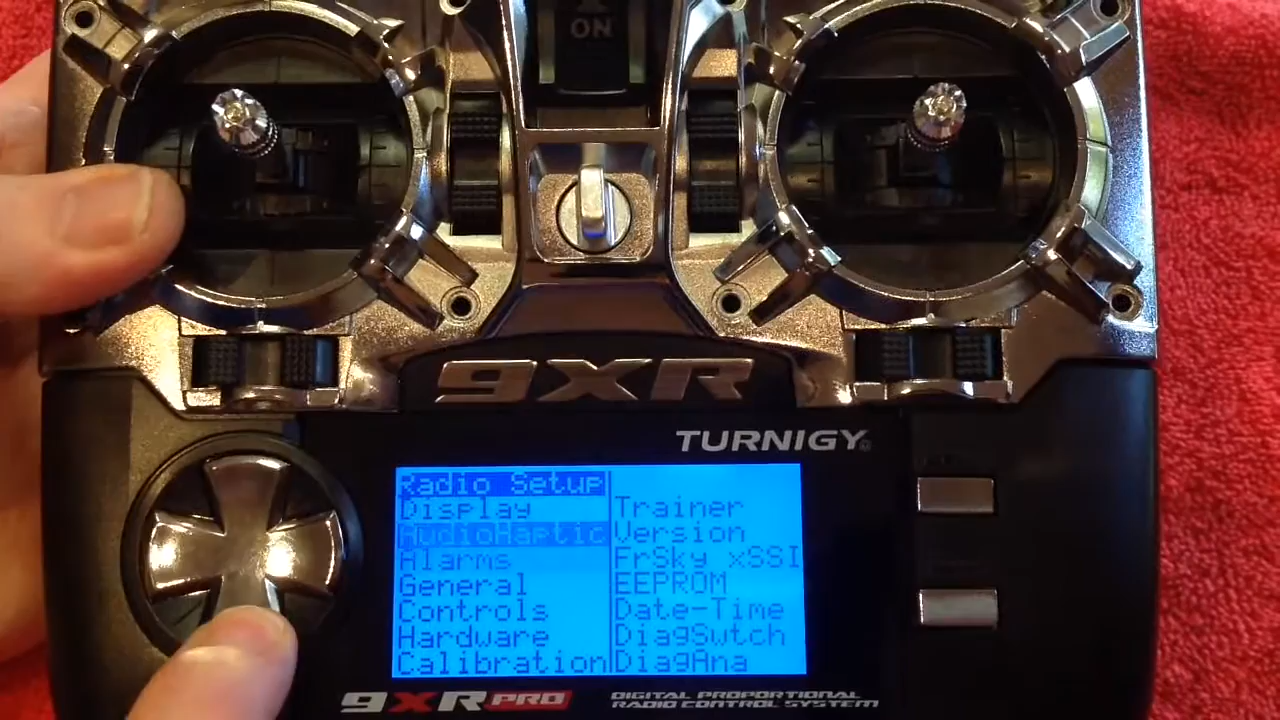 ON
9XR
TURNIGY
Radio Setup
Display
AudioHaptic
Alarms
General
Controls
Hardware
Calibration
Trainer
Version
FrSky xSSI
EEPROM
Date-Time
DiagSwtch
DiagAna
9XR PRO
DIGITAL PROPORTIONAL
RADIO CONTROL SYSTEM